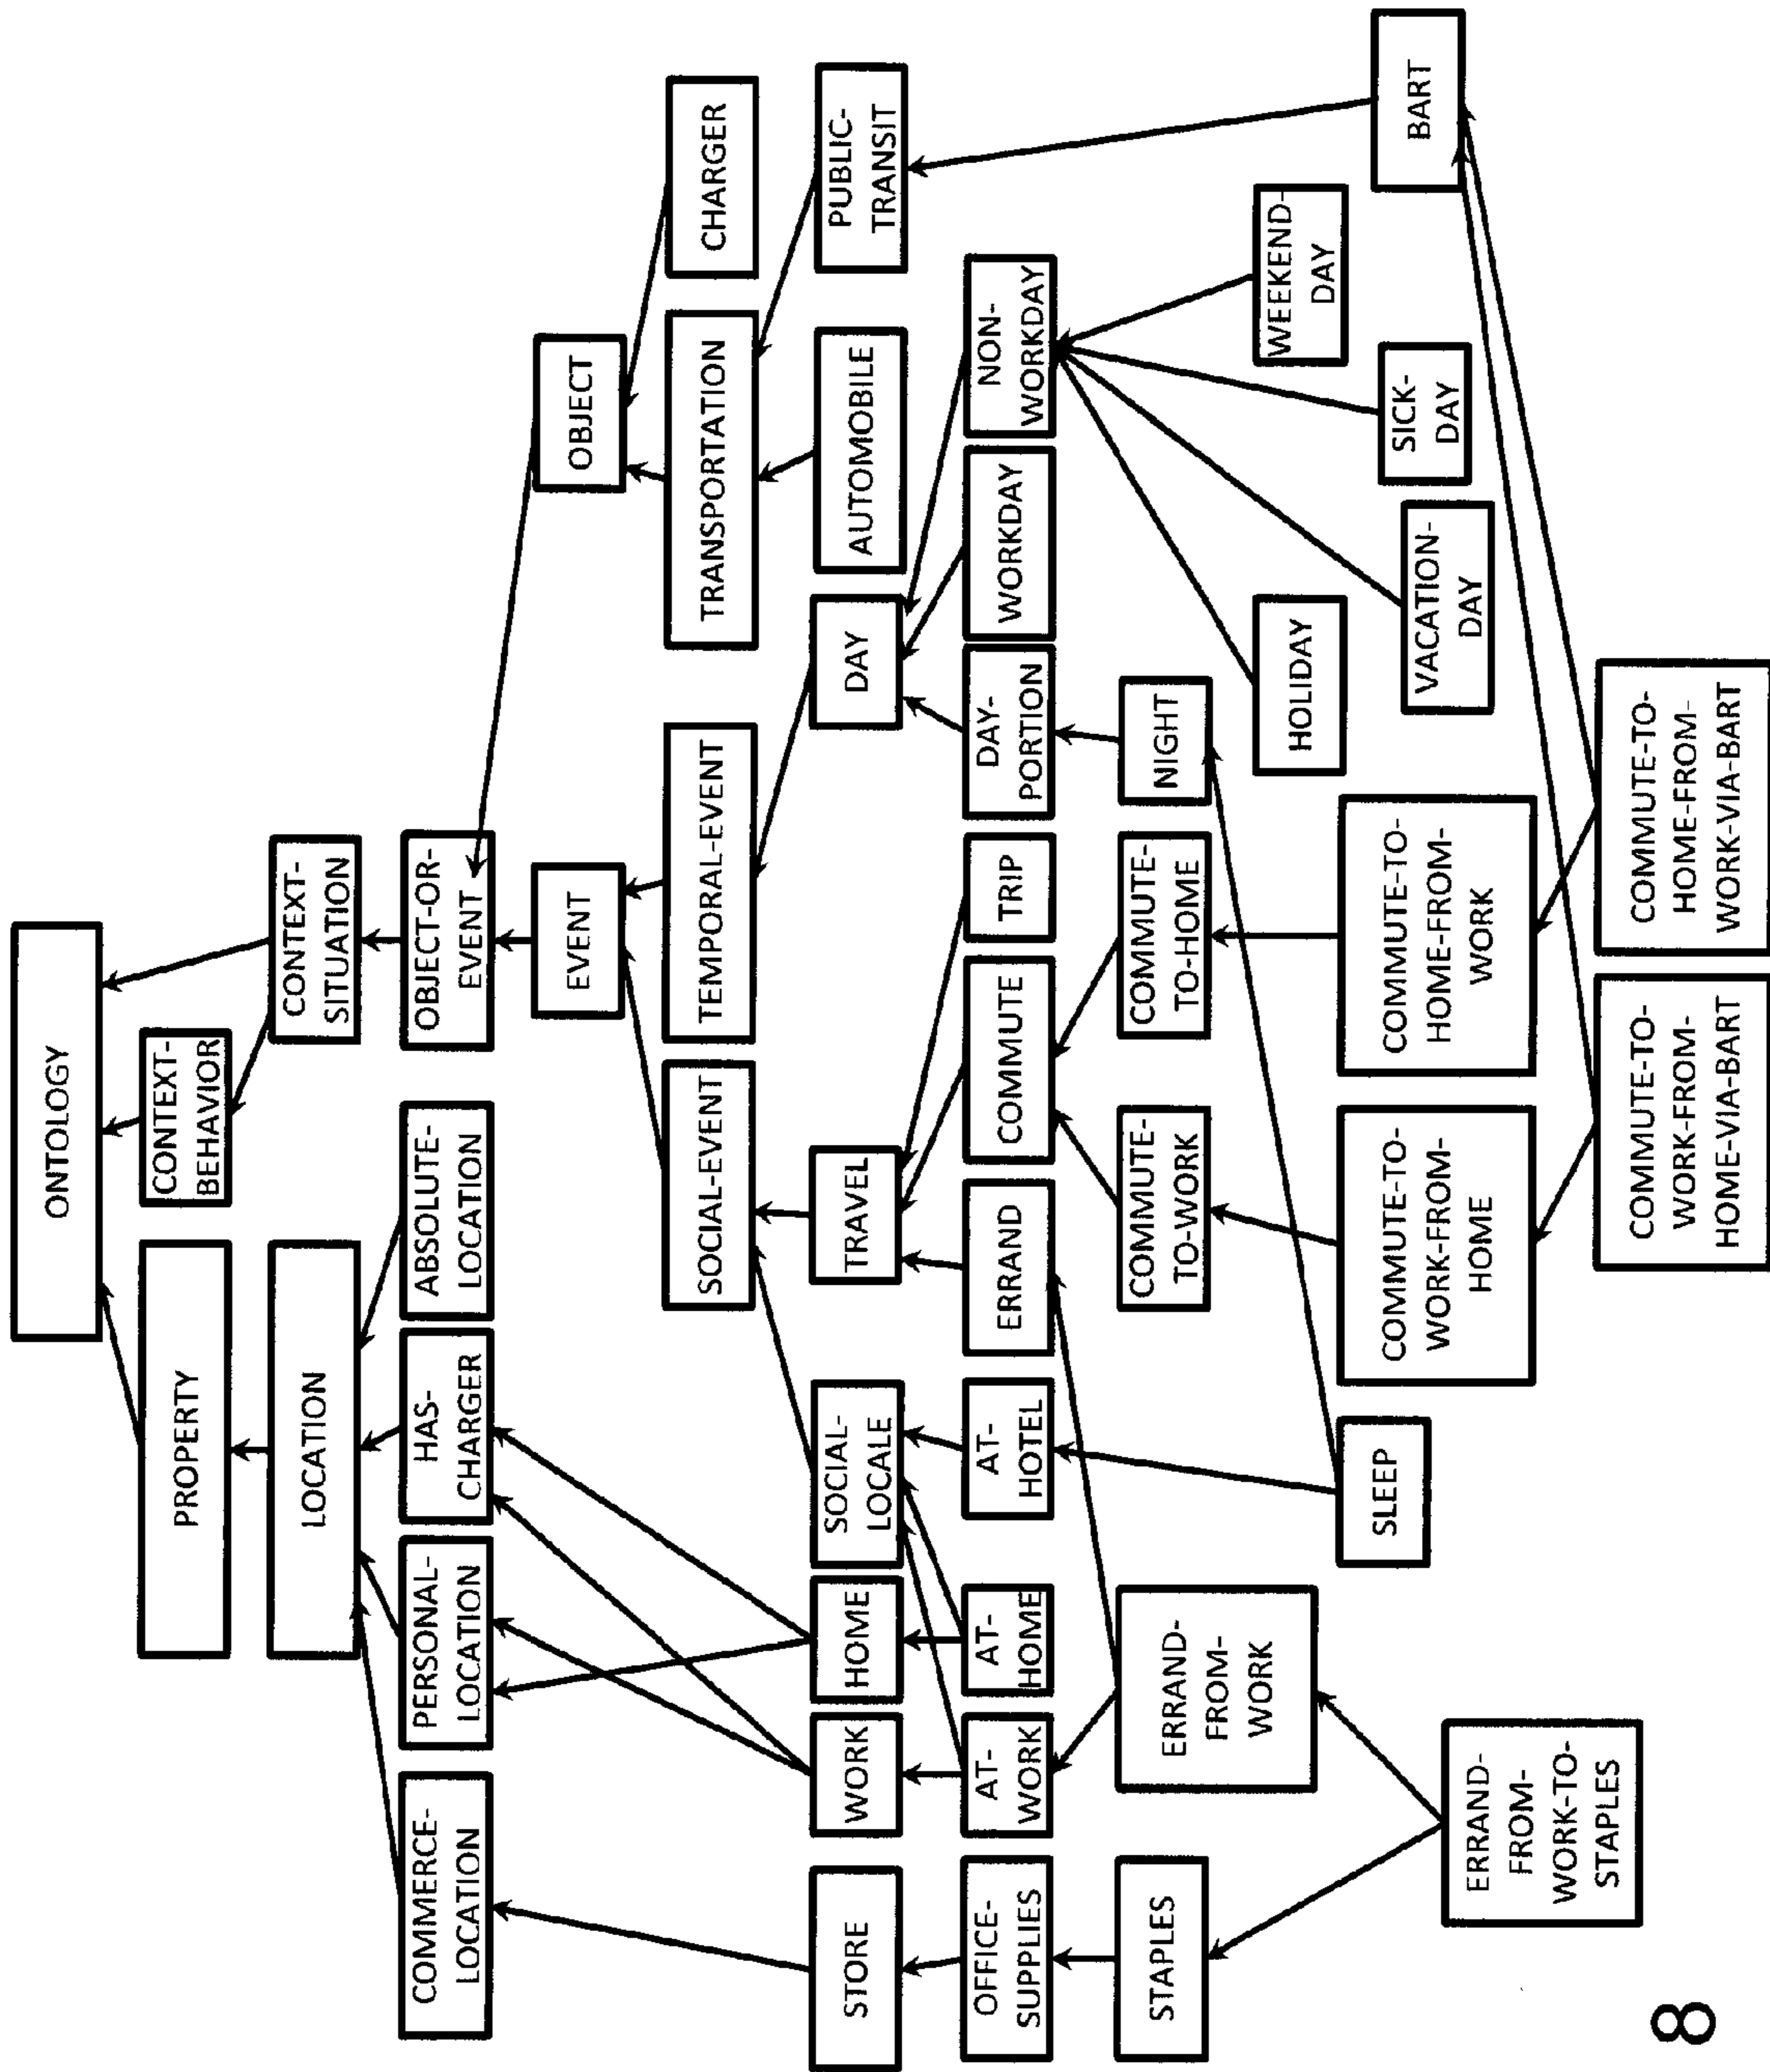 ONTOLOGY
PROPERTY
CONTEXT-
BEHAVIOR
LOCATION
CONTEXT-
SITUATION
COMMERCE-
LOCATION
PERSONAL-
LOCATION
HAS-
CHARGER
ABSOLUTE-
LOCATION
OBJECT-OR-
EVENT
EVENT
OBJECT
SOCIAL-EVENT
TEMPORAL-EVENT
TRANSPORTATION
CHARGER
STORE
WORK
HOME
SOCIAL-
LOCALE
TRAVEL
DAY
AUTOMOBILE
PUBLIC-
TRANSIT
OFFICE-
SUPPLIES
AT-
WORK
AT-
HOME
AT-
HOTEL
ERRAND
COMMUTE
TRIP
DAY-
PORTION
WORKDAY
NON-
WORKDAY
STAPLES
ERRAND-
FROM-
WORK
COMMUTE-
TO-WORK
COMMUTE-
TO-HOME
NIGHT
HOLIDAY
WEEKEND-
DAY
SLEEP
COMMUTE-TO-
WORK-FROM-
HOME
COMMUTE-TO-
HOME-FROM-
WORK
VACATION-
DAY
SICK-
DAY
BART
ERRAND-
FROM-
WORK-TO-
STAPLES
COMMUTE-TO-
WORK-FROM-
HOME-VIA-BART
COMMUTE-TO-
HOME-FROM-
WORK-VIA-BART
8